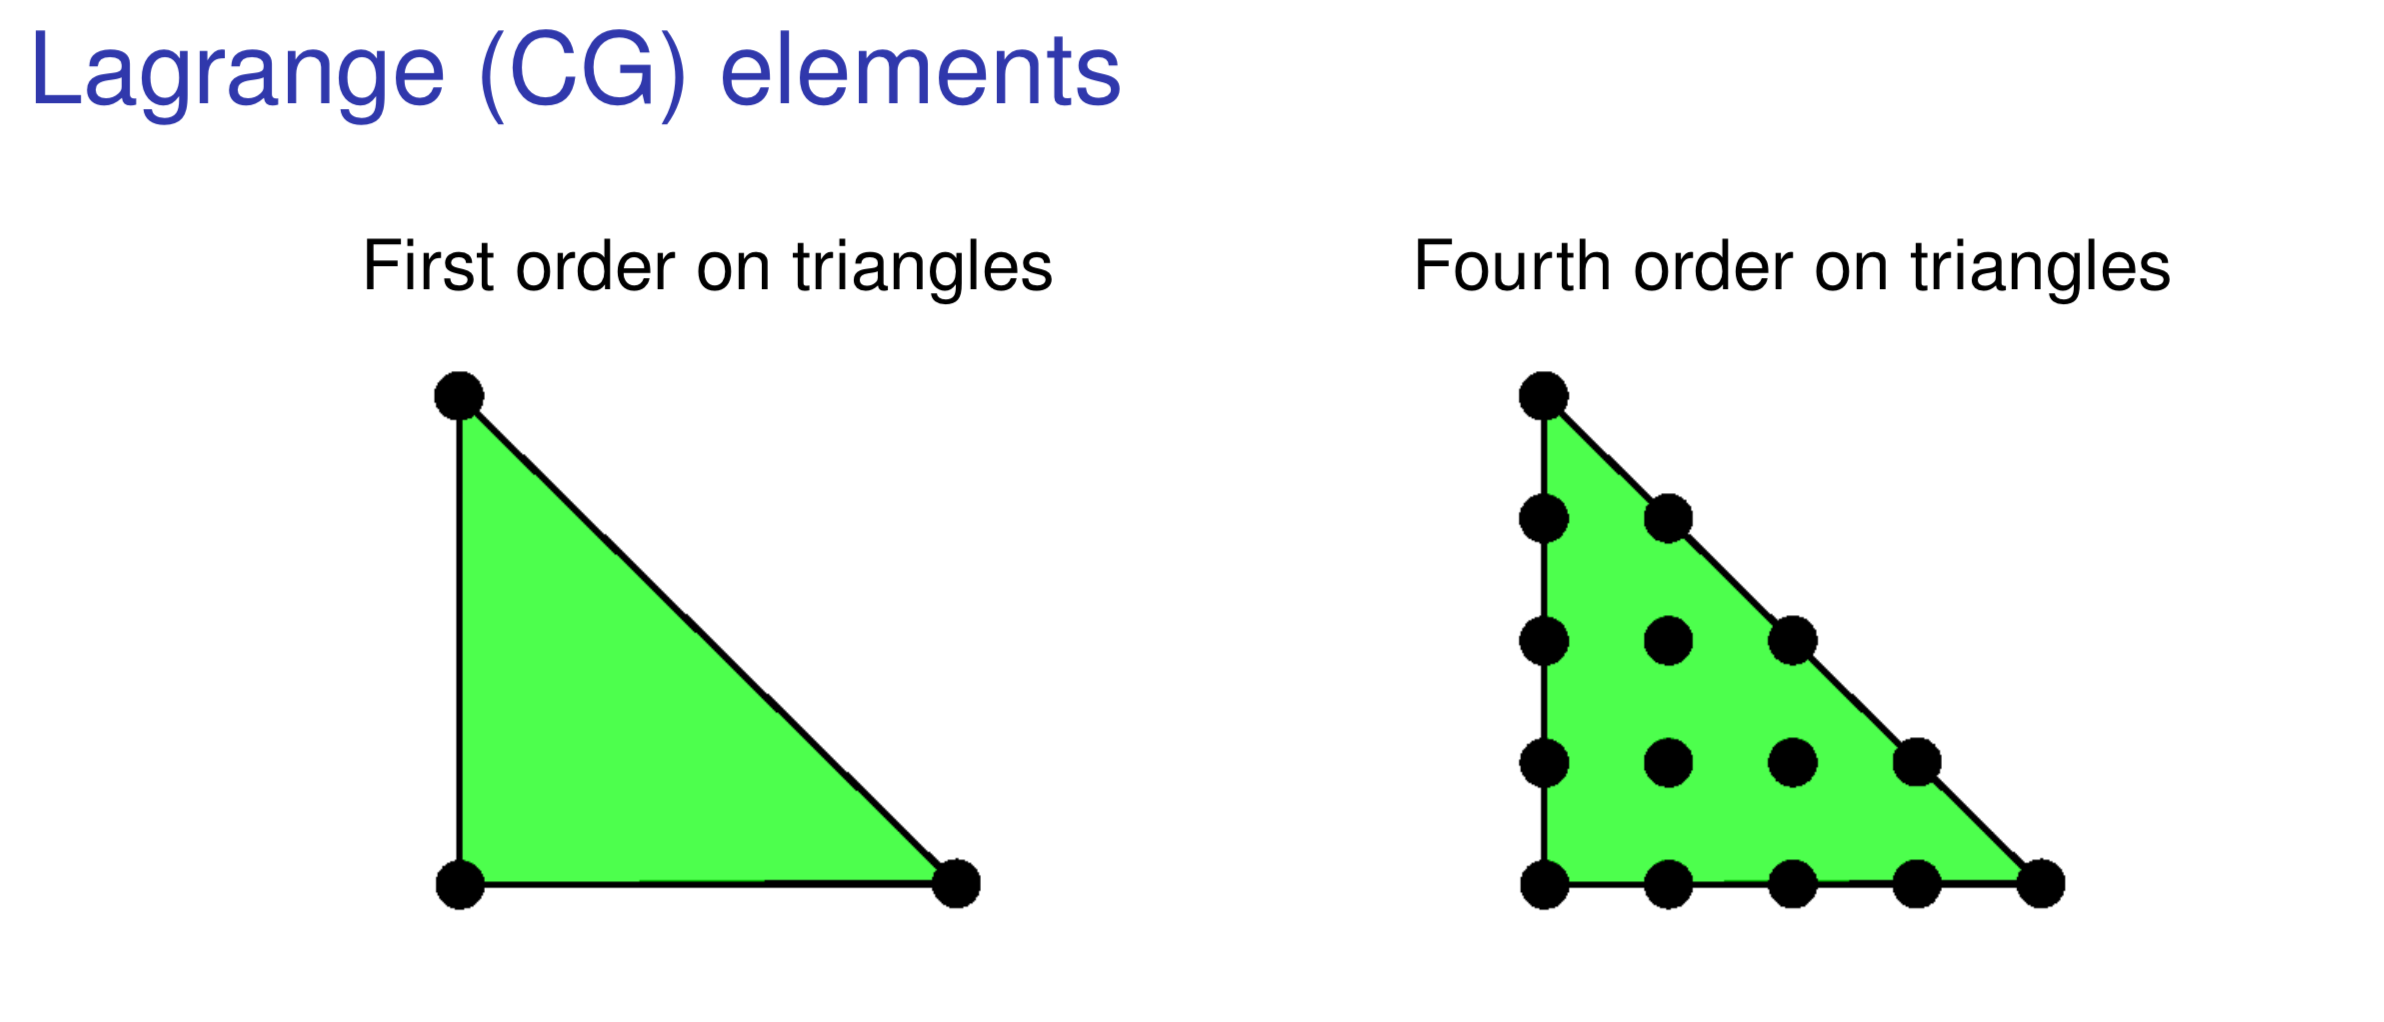 Lagrange (CG) elements
First order on triangles
Fourth order on triangles